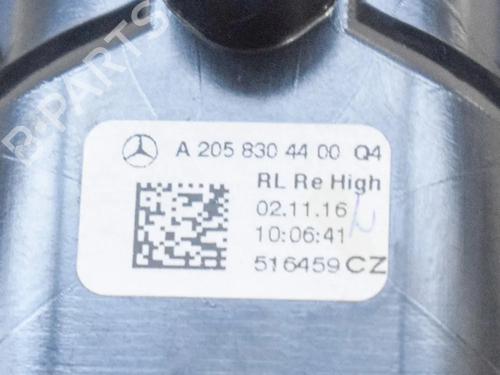 B-PARTS
A 205 830 44 00 Q4
RL Re High
02.11.16
10:06:41
516459 CZ